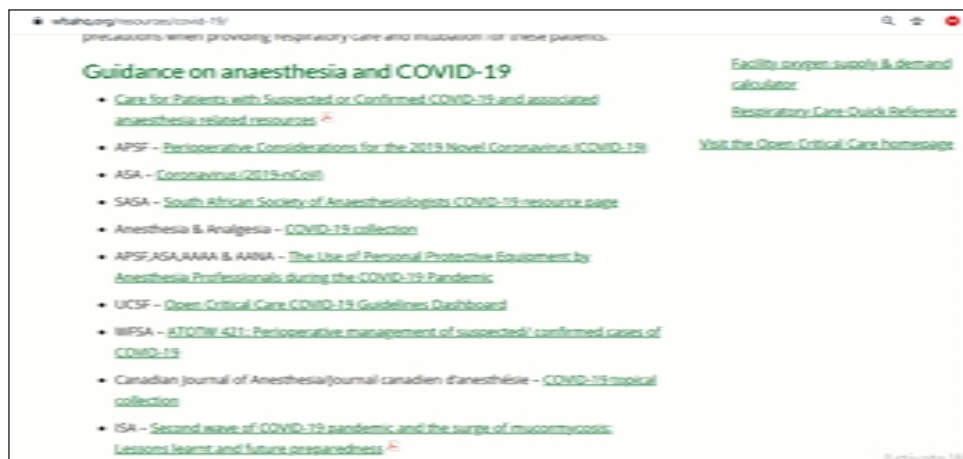 wfsahq.org/resources/covid-19/
precautions when providing respiratory care and intubation for these patients.
Guidance on anaesthesia and COVID-19
• Care for Patients with Suspected or Confirmed COVID-19 and associated
anaesthesia related resources
• APSF – Perioperative Considerations for the 2019 Novel Coronavirus (COVID-19)
• ASA – Coronavirus (2019-nCoV)
• SASA – South African Society of Anaesthesiologists COVID-19 resource page
• Anesthesia & Analgesia – COVID-19 collection
• APSF,ASA,AAAA & AANA – The Use of Personal Protective Equipment by
Anesthesia Professionals during the COVID-19 Pandemic
• UCSF – Open Critical Care COVID-19 Guidelines Dashboard
• WFSA – ATOTW 421: Perioperative management of suspected/ confirmed cases of
COVID-19
• Canadian Journal of Anesthesia/Journal canadien d'anesthésie – COVID-19 topical
collection
• ISA – Second wave of COVID-19 pandemic and the surge of mucormycosis:
Lessons learnt and future preparedness
Facility oxygen supply & demand
calculator
Respiratory Care Quick Reference
Visit the Open Critical Care homepage